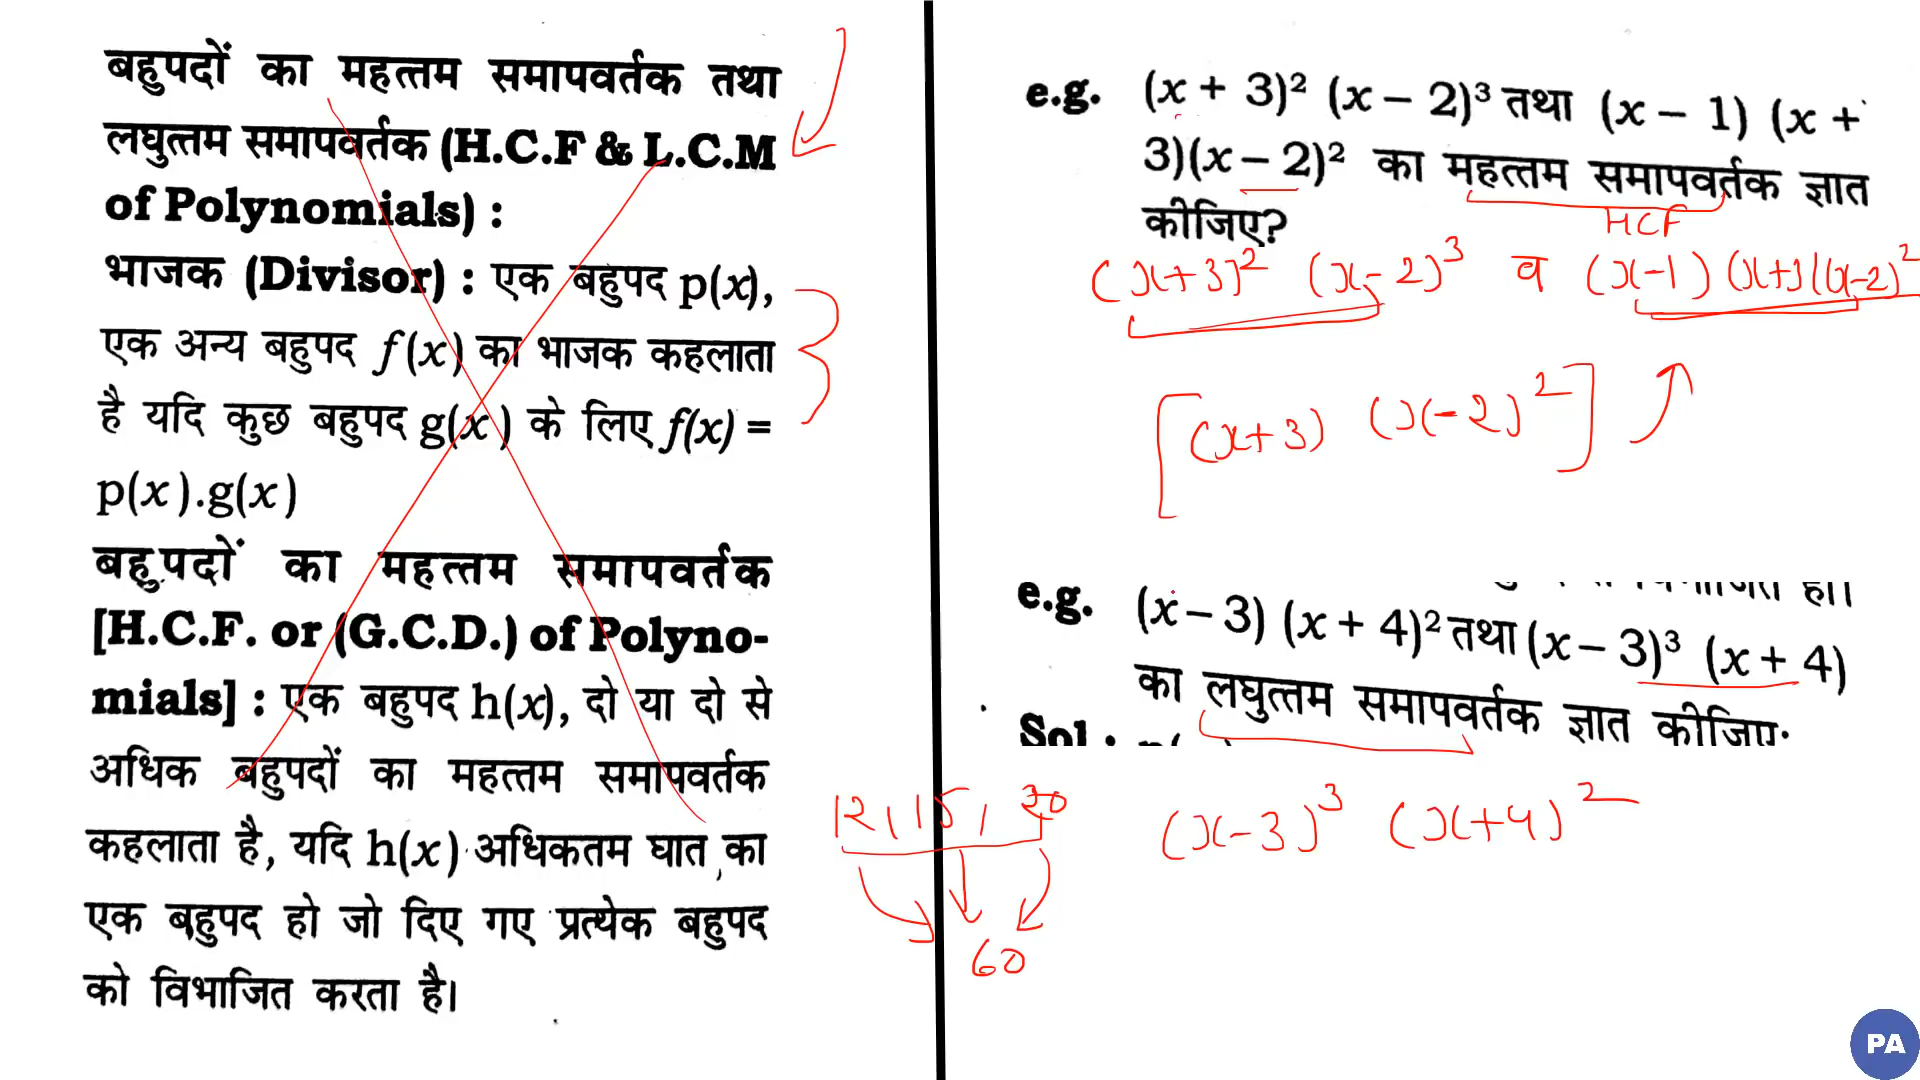 बहुपदों का महत्तम समापवर्तक तथा
लघुत्तम समापवर्तक (H.C.F & L.C.M
of Polynomials) :
भाजक (Divisor) : एक बहुपद p(x),
एक अन्य बहुपद f(x) का भाजक कहलाता
है यदि कुछ बहुपद g(x) के लिए f(x) =
p(x).g(x)
बहुपदों का महत्तम समापवर्तक
[H.C.F. or (G.C.D.) of Polyno-
mials] : एक बहुपद h(x), दो या दो से
अधिक बहुपदों का महत्तम समापवर्तक
कहलाता है, यदि h(x) अधिकतम घात का
एक बहुपद हो जो दिए गए प्रत्येक बहुपद
को विभाजित करता है।
e.g. (x + 3)² (x – 2)³ तथा (x – 1) (x +
3)(x – 2)² का महत्तम समापवर्तक ज्ञात
कीजिए?
HCF
(x+3)² (x-2)³ व (x-1) (x+3)(x-2)²
[(x+3) (x-2)²]
e.g. (x – 3) (x + 4)² तथा (x – 3)³ (x + 4)
का लघुत्तम समापवर्तक ज्ञात कीजिए.
Sol :
(x-3)³ (x+4)²
12, 15, 20
60
PA